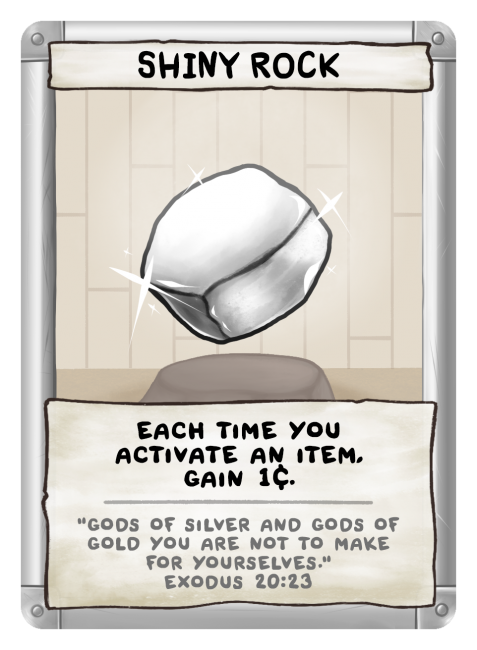 SHINY ROCK
EACH TIME YOU
ACTIVATE AN ITEM,
GAIN 1¢.
"GODS OF SILVER AND GODS OF
GOLD YOU ARE NOT TO MAKE
FOR YOURSELVES."
EXODUS 20:23